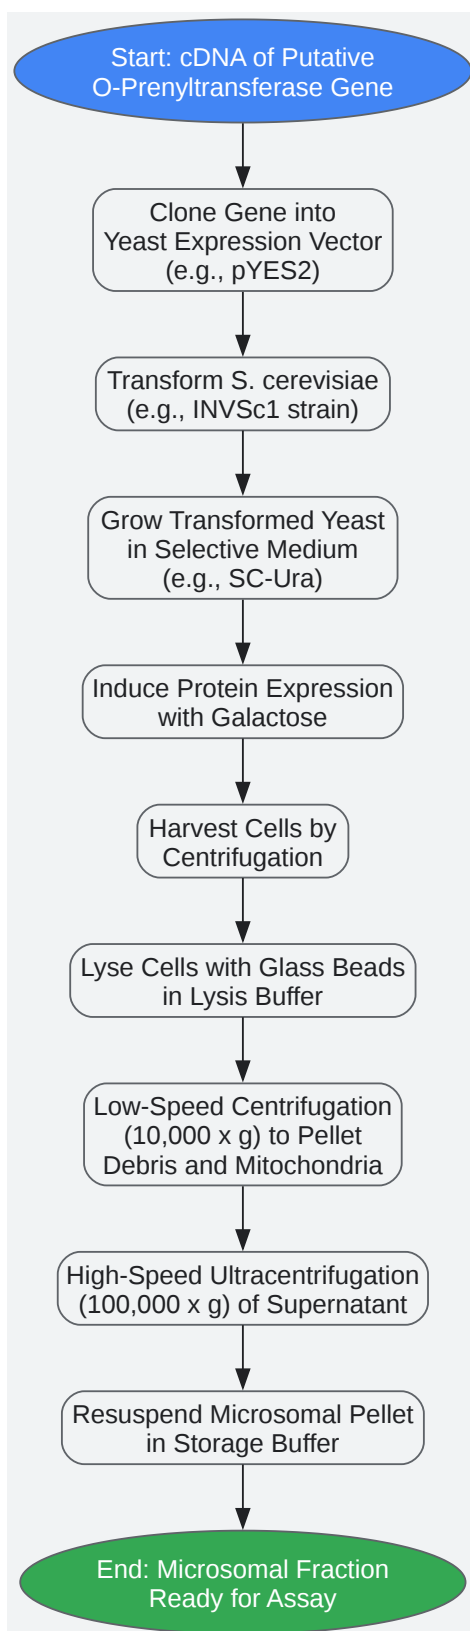 Start: cDNA of Putative
O-Prenyltransferase Gene
Clone Gene into
Yeast Expression Vector
(e.g., pYES2)
Transform S. cerevisiae
(e.g., INVSc1 strain)
Grow Transformed Yeast
in Selective Medium
(e.g., SC-Ura)
Induce Protein Expression
with Galactose
Harvest Cells by
Centrifugation
Lyse Cells with Glass Beads
in Lysis Buffer
Low-Speed Centrifugation
(10,000 x g) to Pellet
Debris and Mitochondria
High-Speed Ultracentrifugation
(100,000 x g) of Supernatant
Resuspend Microsomal Pellet
in Storage Buffer
End: Microsomal Fraction
Ready for Assay